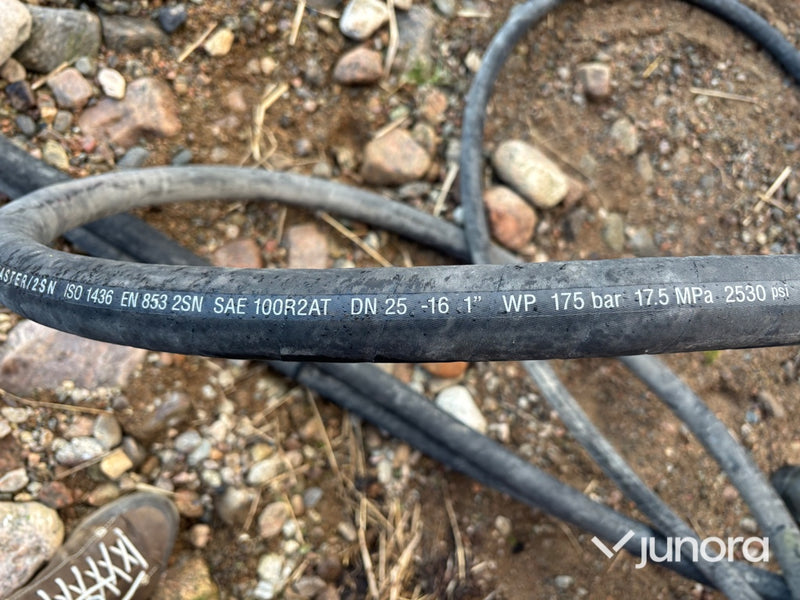 ASTER/2SN ISO 1436 EN 853 2SN SAE 100R2AT DN 25 -16 1" WP 175 bar 17.5 MPa 2530 psi
junora